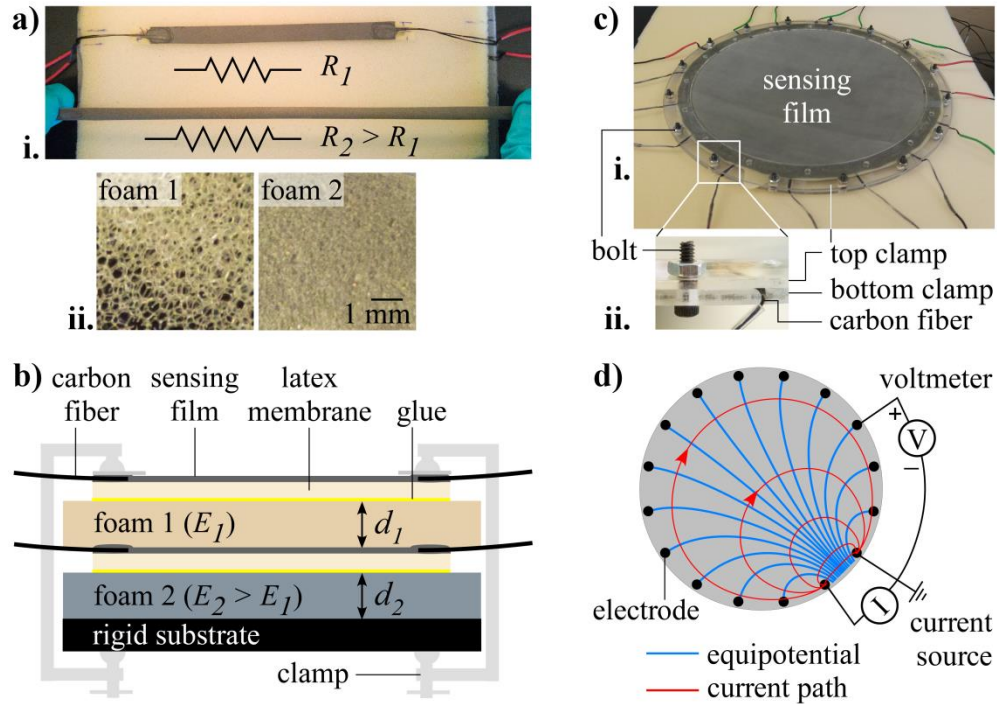 a)
R1
i.
R2 > R1
foam 1
foam 2
ii.
1 mm
b)
carbon
fiber
sensing
film
latex
membrane
glue
foam 1 (E1)
d1
foam 2 (E2 > E1)
d2
rigid substrate
clamp
c)
sensing
film
i.
bolt
top clamp
bottom clamp
ii.
carbon fiber
d)
voltmeter
+
V
−
electrode
I
current
source
equipotential
current path